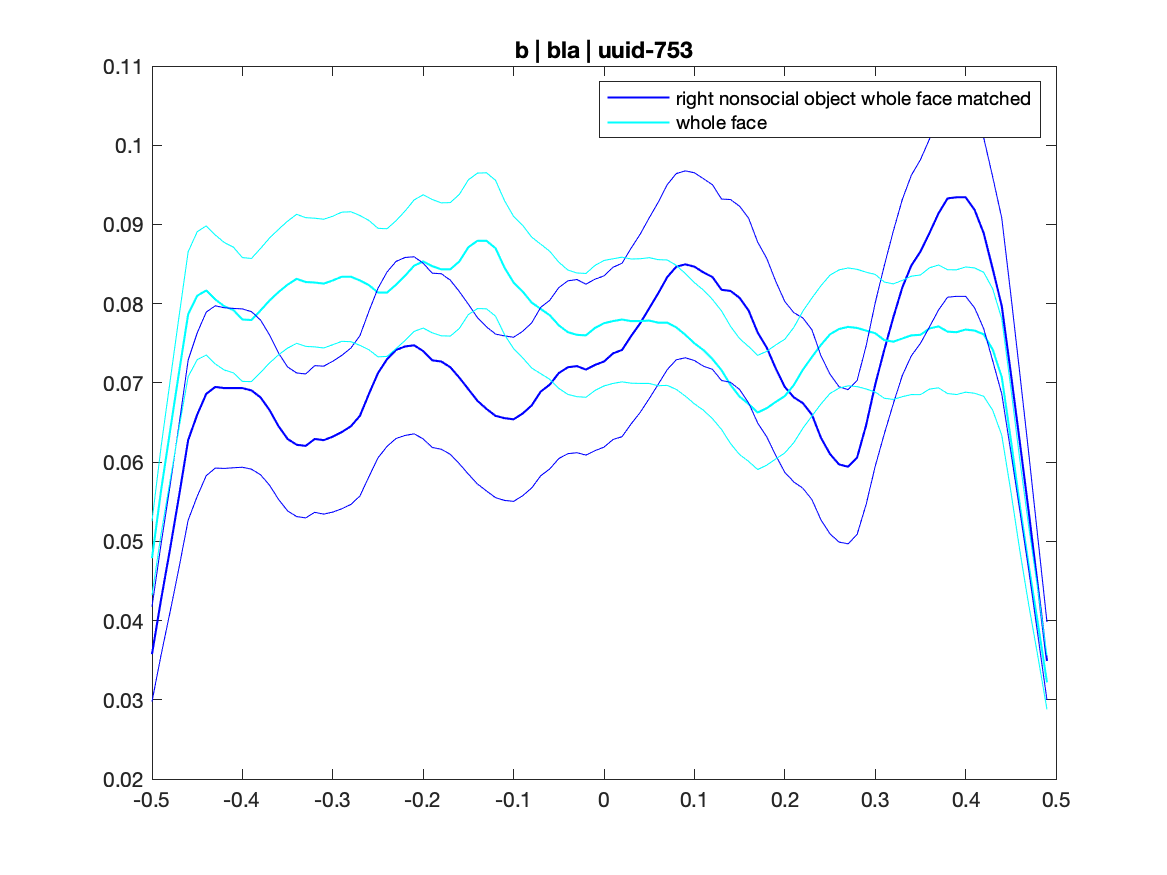 b | bla | uuid-753
right nonsocial object whole face matched
whole face
0.11
0.1
0.09
0.08
0.07
0.06
0.05
0.04
0.03
0.02
-0.5 -0.4 -0.3 -0.2 -0.1 0 0.1 0.2 0.3 0.4 0.5